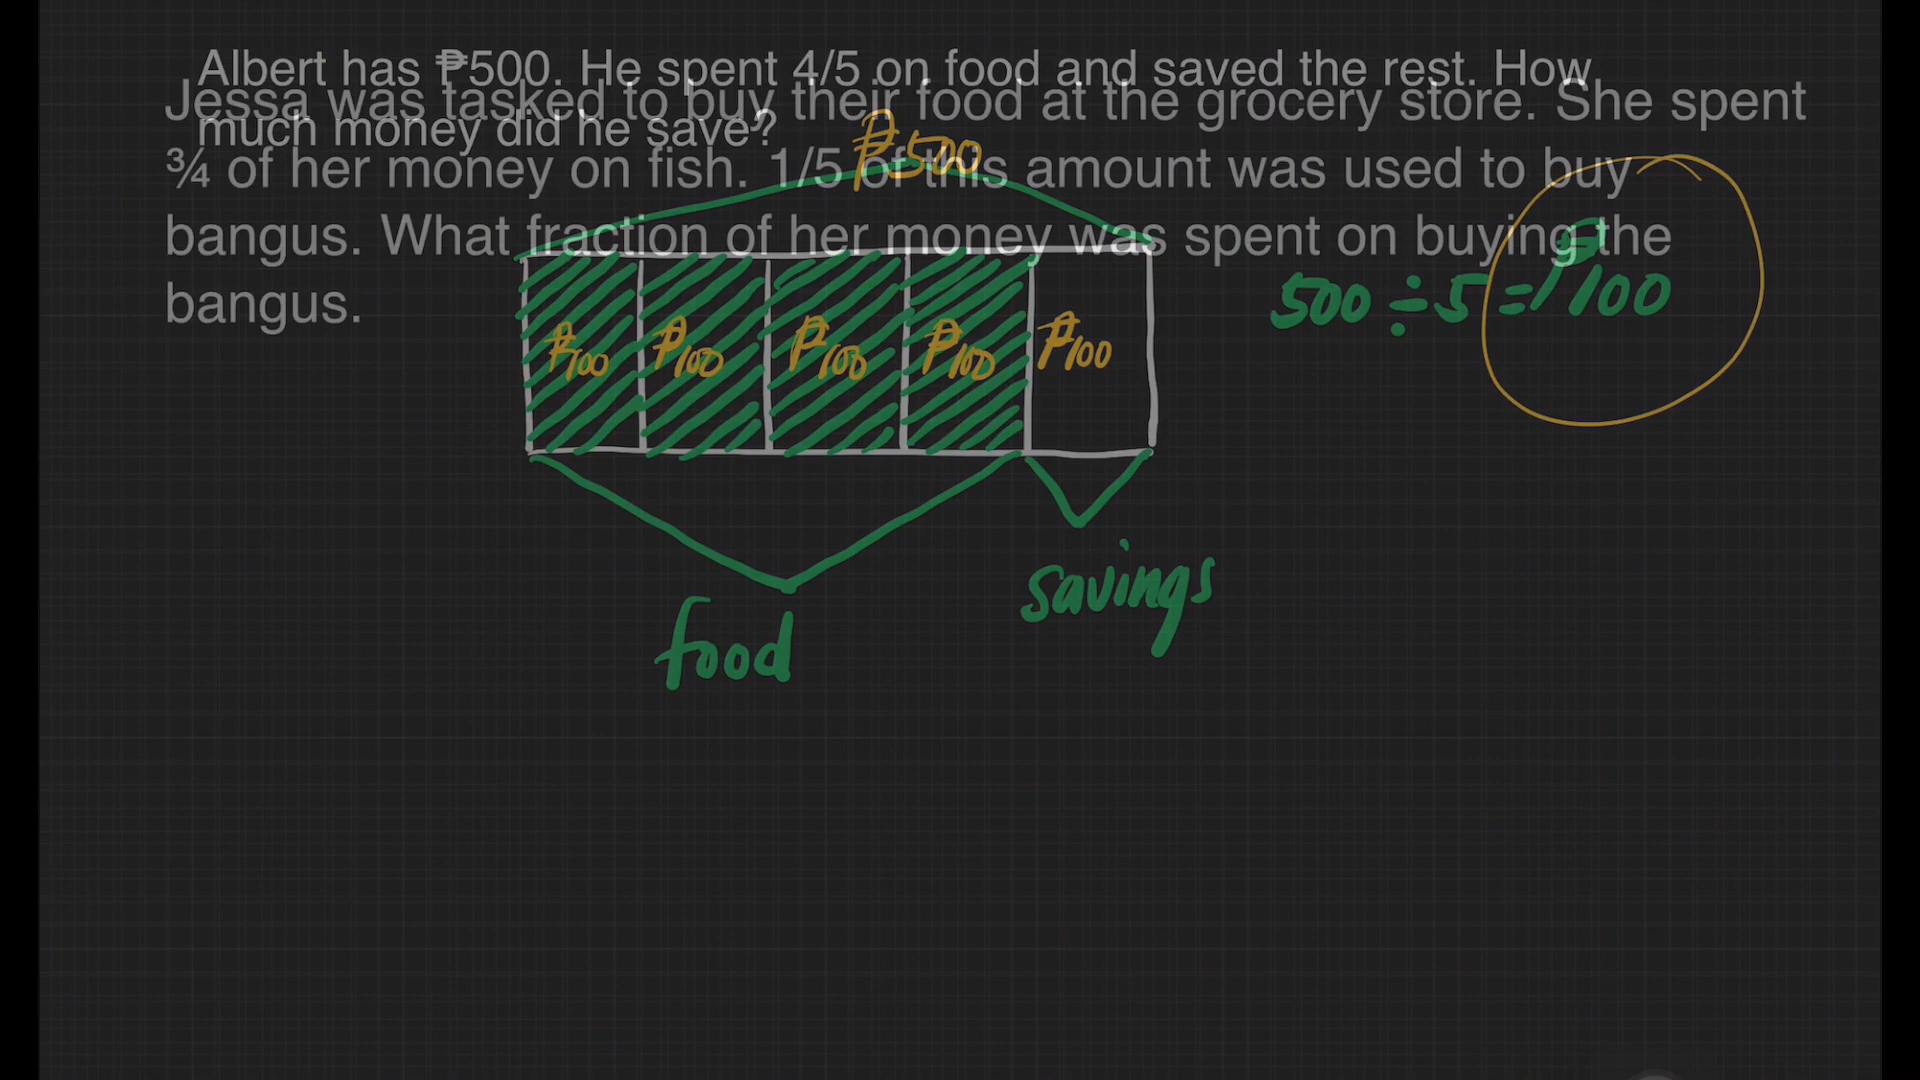 Albert has ₱500. He spent 4/5 on food and saved the rest. How
much money did he save?
Jessa was tasked to buy their food at the grocery store. She spent
¾ of her money on fish. 1/5 of this amount was used to buy
bangus. What fraction of her money was spent on buying the
bangus.
₱500
500 ÷ 5 = ₱100
₱100 ₱100 ₱100 ₱100 ₱100
savings
food